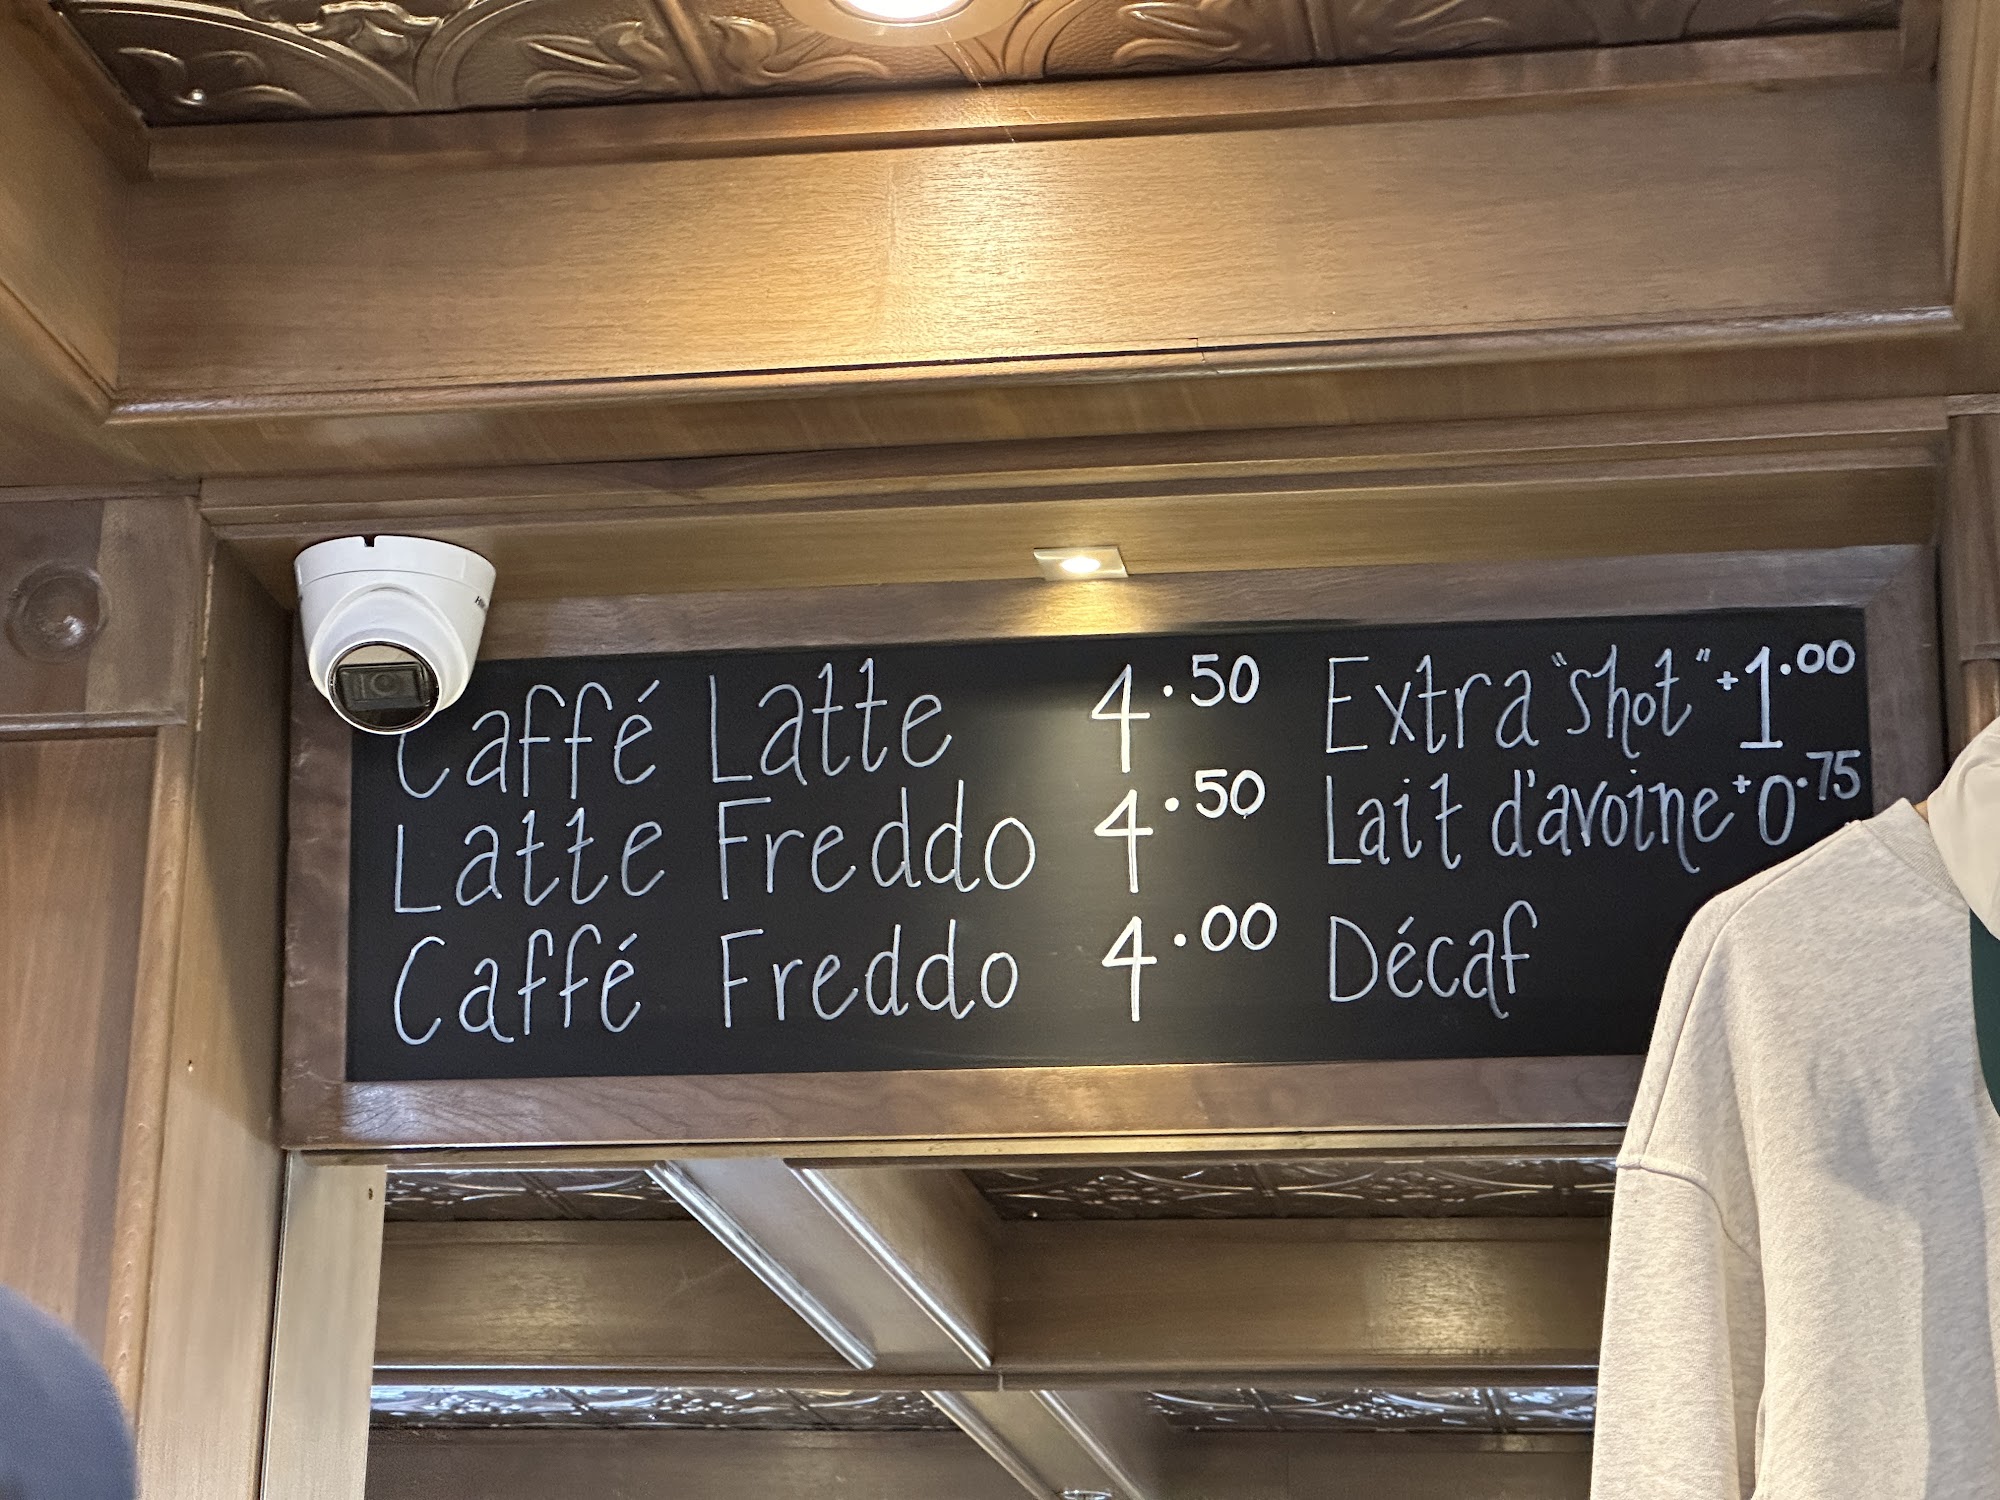 Caffé Latte 4.50
Latte Freddo 4.50
Caffé Freddo 4.00
Extra "shot" +1.00
Lait d'avoine +0.75
Décaf